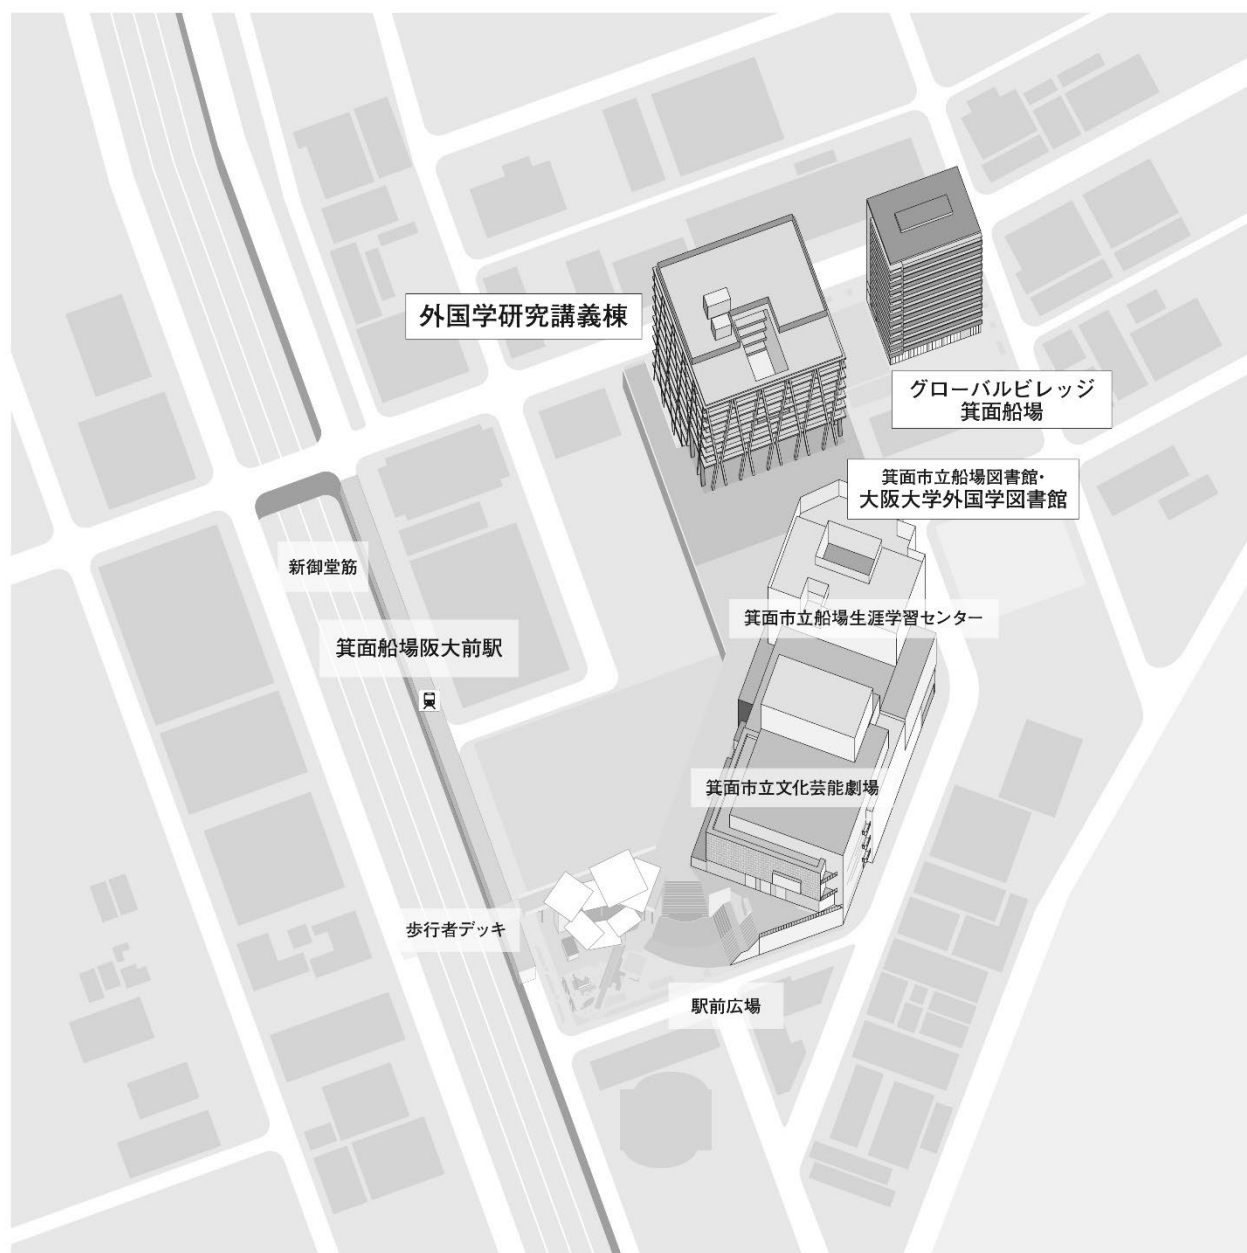 外国学研究講義棟
グローバルビレッジ
箕面船場
箕面市立船場図書館・
大阪大学外国学図書館
新御堂筋
箕面市立船場生涯学習センター
箕面船場阪大前駅
箕面市立文化芸能劇場
歩行者デッキ
駅前広場